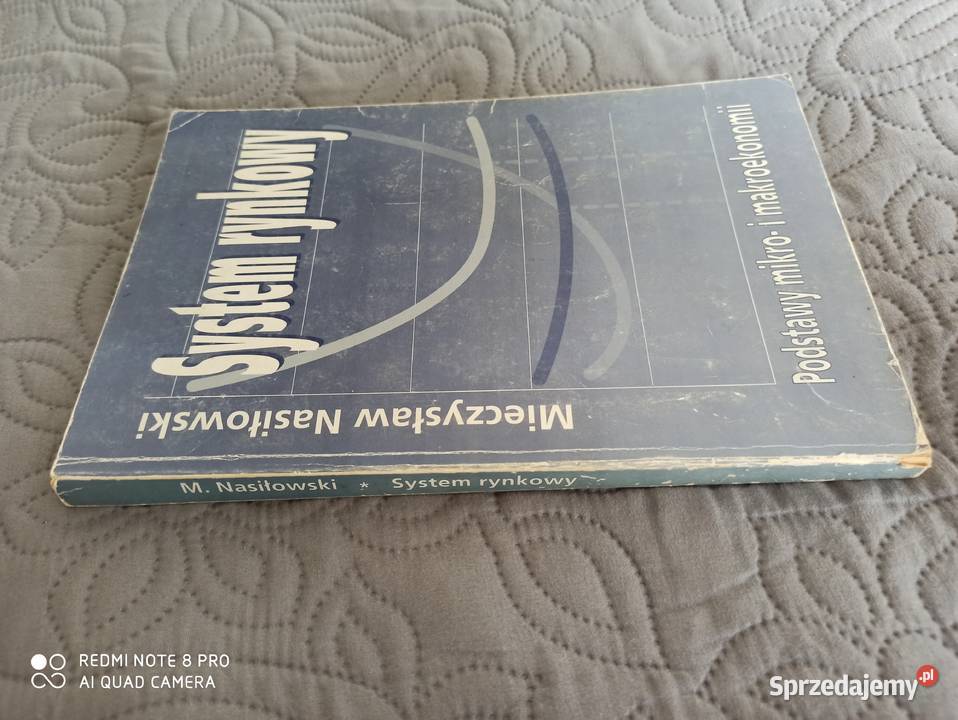 Mieczysław Nasiłowski
System rynkowy
Podstawy mikro- i makroekonomii
M. Nasiłowski * System rynkowy
REDMI NOTE 8 PRO
AI QUAD CAMERA
Sprzedajemy.pl